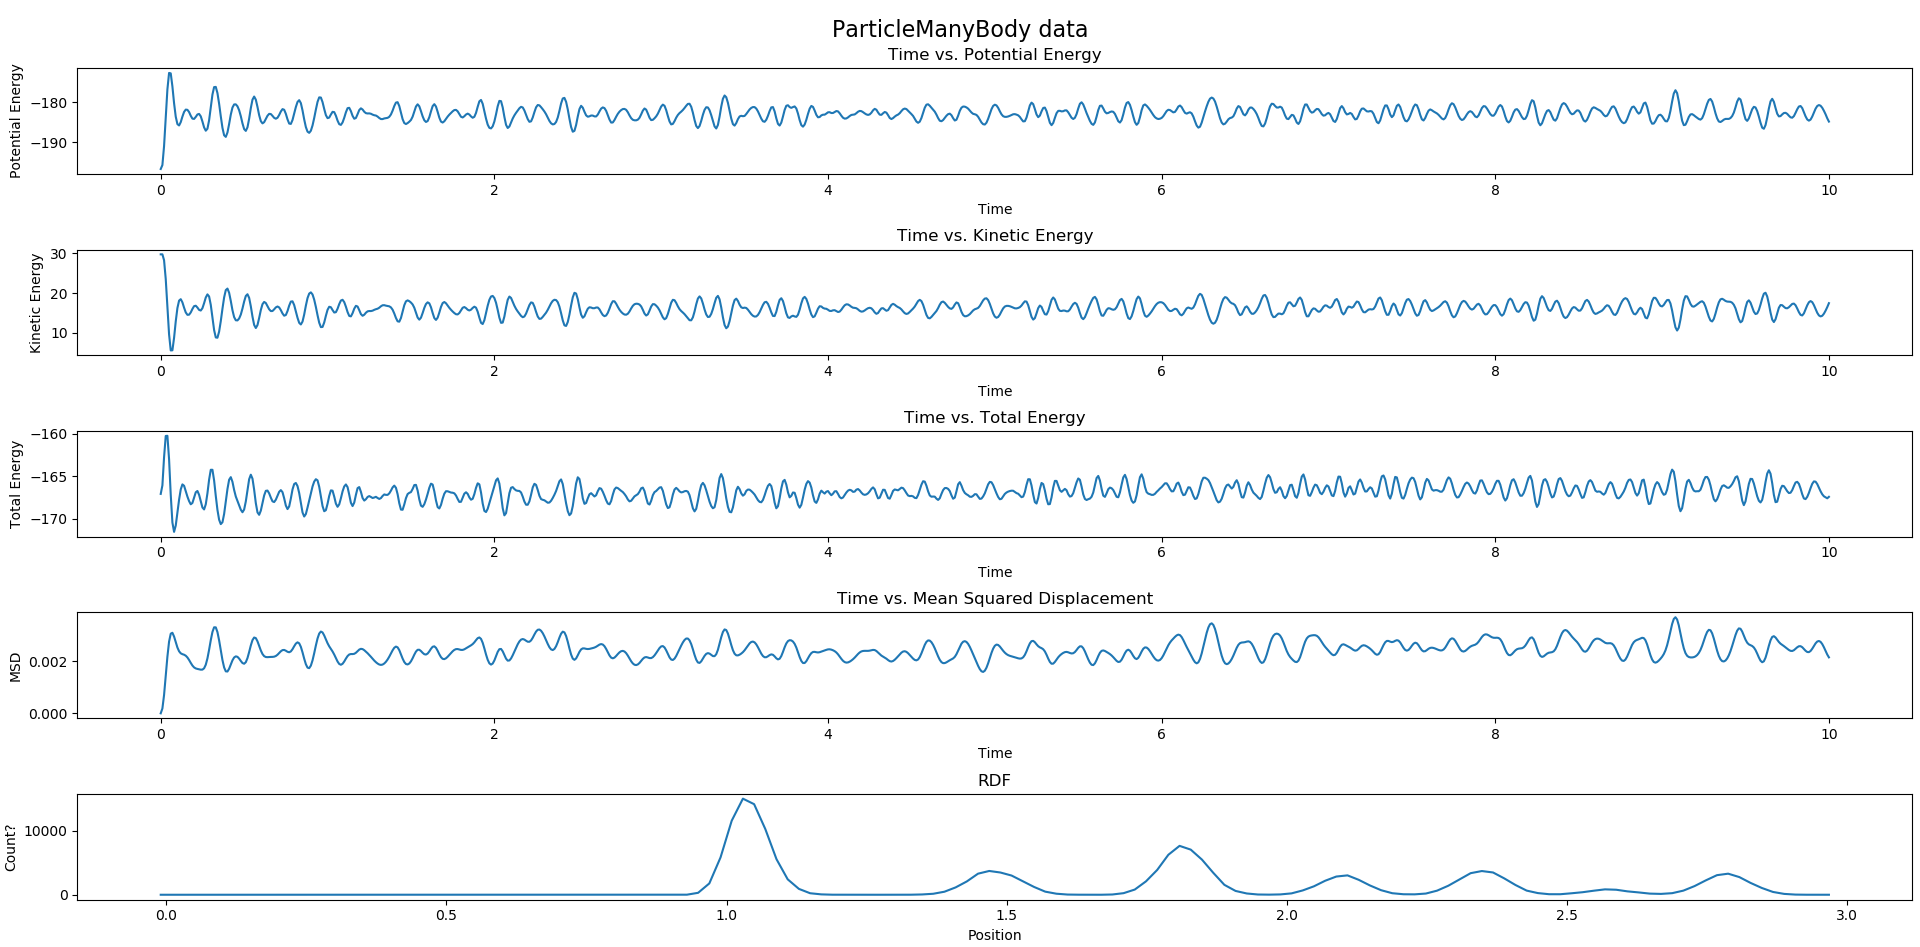 ParticleManyBody data
Time vs. Potential Energy
Potential Energy
−180
−190
0 2 4 6 8 10
Time
Time vs. Kinetic Energy
Kinetic Energy
30
20
10
0 2 4 6 8 10
Time
Time vs. Total Energy
Total Energy
−160
−165
−170
0 2 4 6 8 10
Time
Time vs. Mean Squared Displacement
MSD
0.002
0.000
0 2 4 6 8 10
Time
RDF
Count?
10000
0
0.0 0.5 1.0 1.5 2.0 2.5 3.0
Position